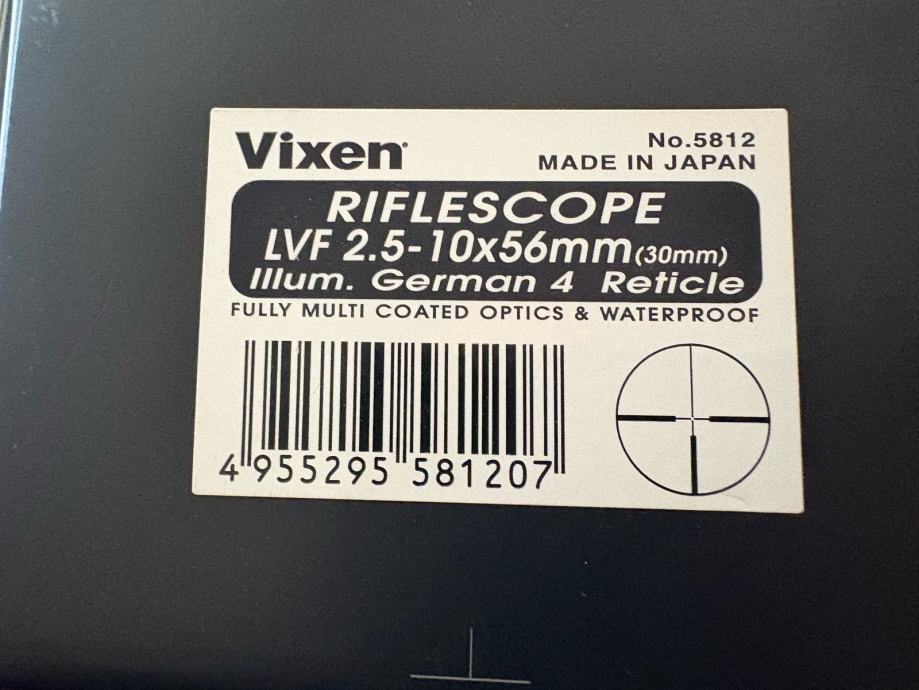 Vixen
No.5812
MADE IN JAPAN
RIFLESCOPE
LVF 2.5-10x56mm(30mm)
Illum. German 4 Reticle
FULLY MULTI COATED OPTICS & WATERPROOF
4 955295 581207